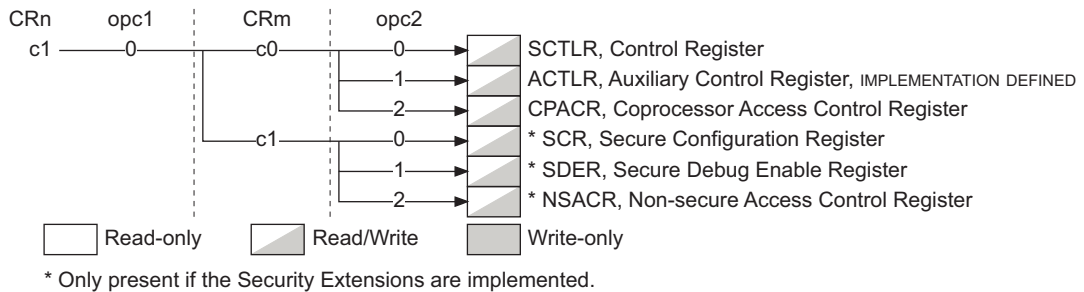 CRn opc1 CRm opc2
c1 0 c0 0 SCTLR, Control Register
1 ACTLR, Auxiliary Control Register, IMPLEMENTATION DEFINED
2 CPACR, Coprocessor Access Control Register
c1 0 * SCR, Secure Configuration Register
1 * SDER, Secure Debug Enable Register
2 * NSACR, Non-secure Access Control Register
Read-only Read/Write Write-only
* Only present if the Security Extensions are implemented.